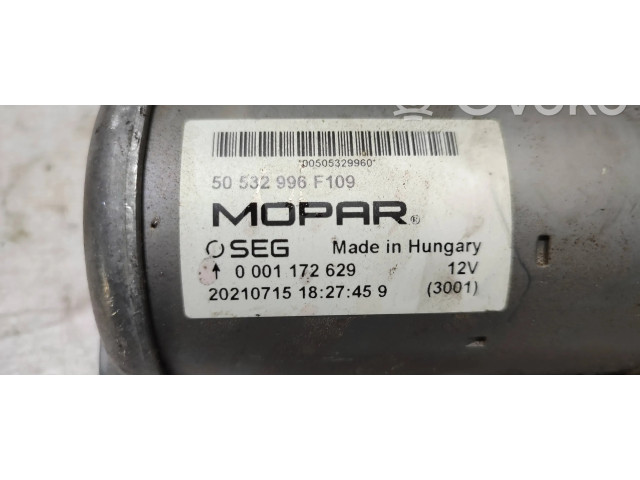 *D0505329960*
50 532 996 F109
MOPAR®
SEG Made in Hungary
0 001 172 629 12V
20210715 18:27:45 9 (3001)